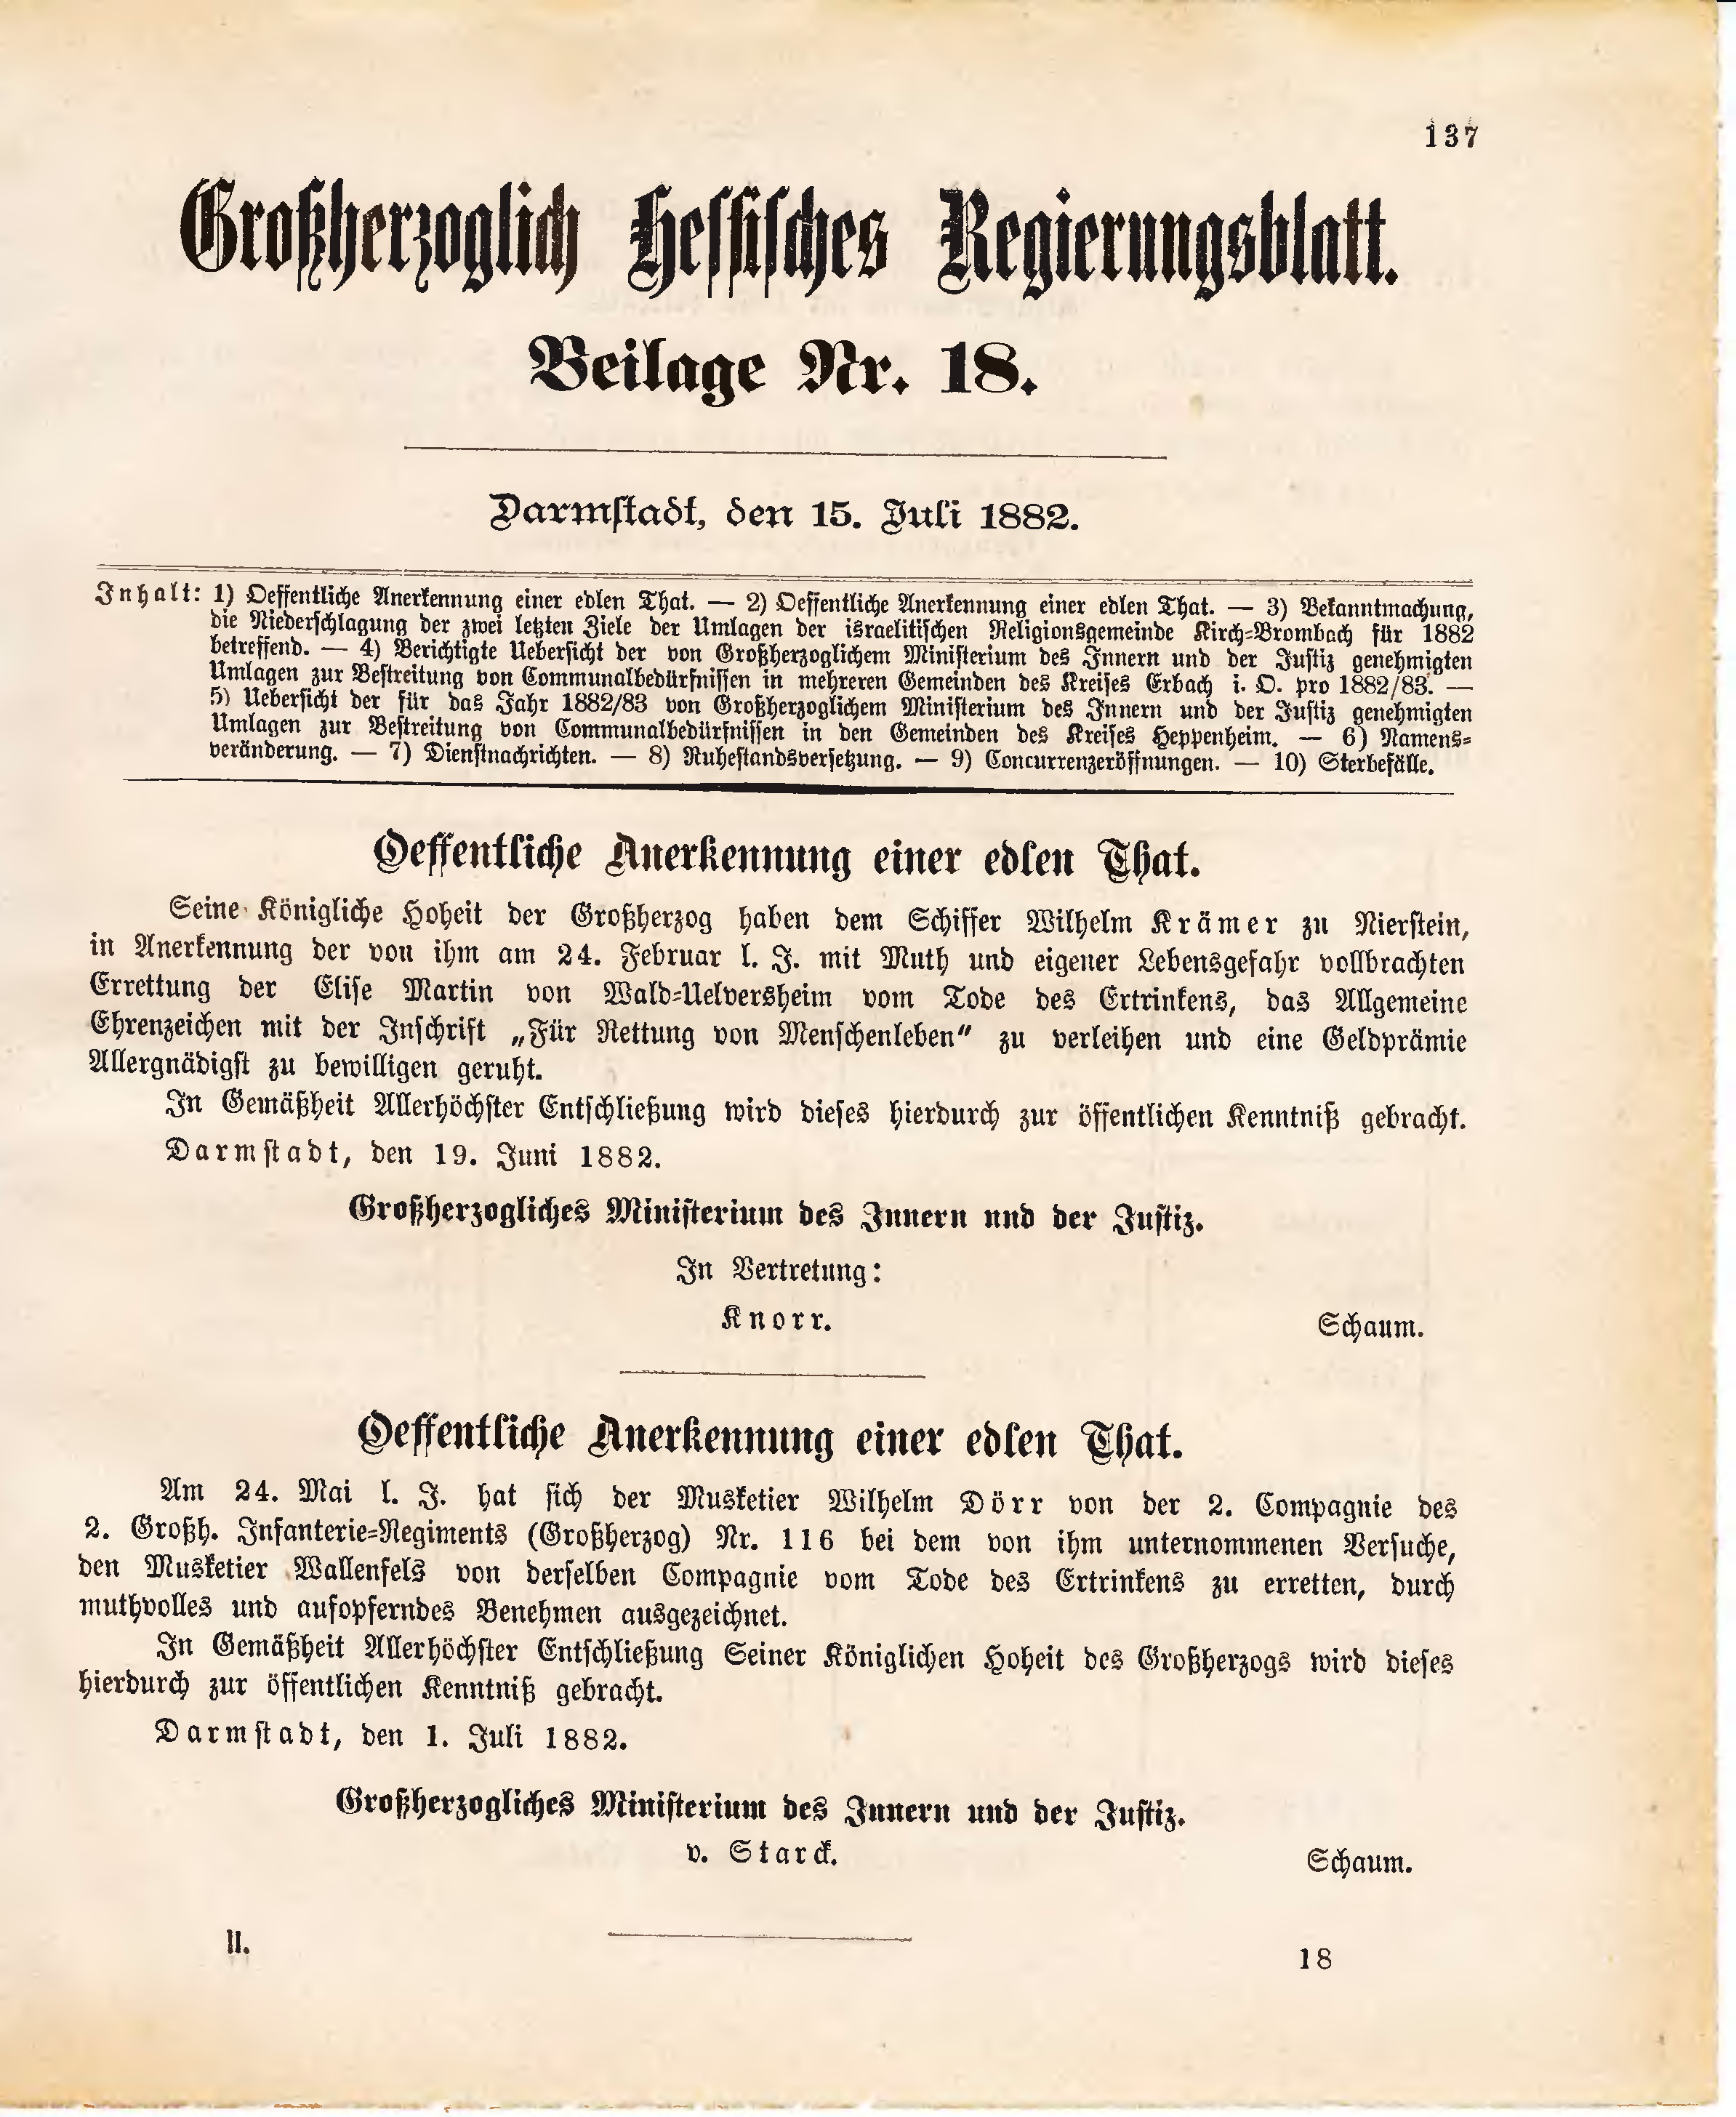 137
Großherzoglich Hessisches Regierungsblatt.
Beilage Nr. 18.
Darmstadt, den 15. Juli 1882.
Inhalt: 1) Oeffentliche Anerkennung einer edlen That. — 2) Oeffentliche Anerkennung einer edlen That. — 3) Bekanntmachung,
die Niederschlagung der zwei letzten Ziele der Umlagen der israelitischen Religionsgemeinde Kirch-Brombach für 1882
betreffend. — 4) Berichtigte Uebersicht der von Großherzoglichem Ministerium des Innern und der Justiz genehmigten
Umlagen zur Bestreitung von Communalbedürfnissen in mehreren Gemeinden des Kreises Erbach i. O. pro 1882/83. —
5) Uebersicht der für das Jahr 1882/83 von Großherzoglichem Ministerium des Innern und der Justiz genehmigten
Umlagen zur Bestreitung von Communalbedürfnissen in den Gemeinden des Kreises Heppenheim. — 6) Namens-
veränderung. — 7) Dienstnachrichten. — 8) Ruhestandsversetzung. — 9) Concurrenzeröffnungen. — 10) Sterbefälle.
Oeffentliche Anerkennung einer edlen That.
Seine Königliche Hoheit der Großherzog haben dem Schiffer Wilhelm Krämer zu Nierstein,
in Anerkennung der von ihm am 24. Februar l. J. mit Muth und eigener Lebensgefahr vollbrachten
Errettung der Elise Martin von Wald-Uelversheim vom Tode des Ertrinkens, das Allgemeine
Ehrenzeichen mit der Inschrift „Für Rettung von Menschenleben“ zu verleihen und eine Geldprämie
Allergnädigst zu bewilligen geruht.
In Gemäßheit Allerhöchster Entschließung wird dieses hierdurch zur öffentlichen Kenntniß gebracht.
Darmstadt, den 19. Juni 1882.
Großherzogliches Ministerium des Innern und der Justiz.
In Vertretung:
Knorr. Schaum.
Oeffentliche Anerkennung einer edlen That.
Am 24. Mai l. J. hat sich der Musketier Wilhelm Dörr von der 2. Compagnie des
2. Großh. Infanterie-Regiments (Großherzog) Nr. 116 bei dem von ihm unternommenen Versuche,
den Musketier Wallenfels von derselben Compagnie vom Tode des Ertrinkens zu erretten, durch
muthvolles und aufopferndes Benehmen ausgezeichnet.
In Gemäßheit Allerhöchster Entschließung Seiner Königlichen Hoheit des Großherzogs wird dieses
hierdurch zur öffentlichen Kenntniß gebracht.
Darmstadt, den 1. Juli 1882.
Großherzogliches Ministerium des Innern und der Justiz.
v. Starck. Schaum.
II. 18